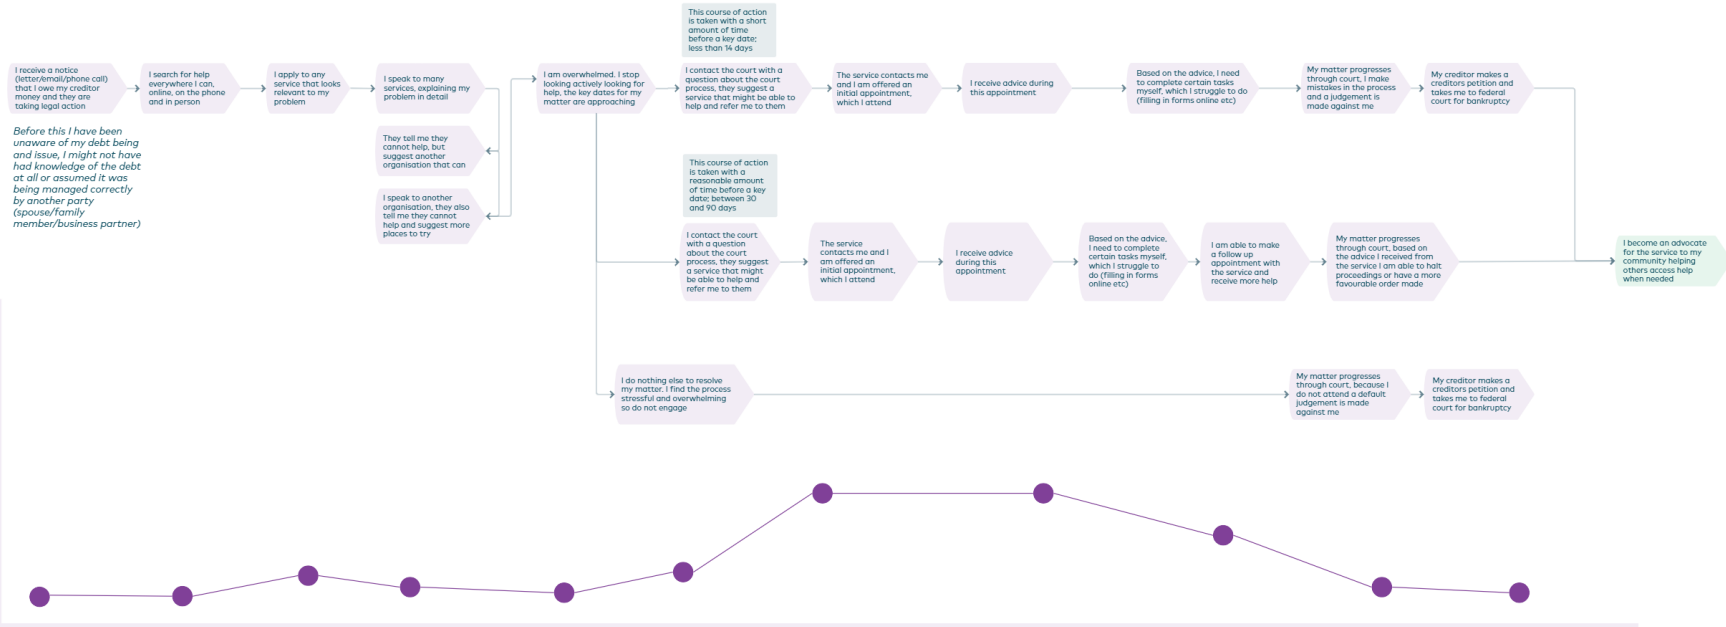 This course of action
is taken with a short
amount of time
before a key date;
less than 14 days
I receive a notice
(letter/email/phone call)
that I owe my creditor
money and they are
taking legal action
I search for help
everywhere I can,
online, on the phone
and in person
I apply to any
service that looks
relevant to my
problem
I speak to many
services, explaining my
problem in detail
I am overwhelmed. I stop
looking actively looking for
help, the key dates for my
matter are approaching
I contact the court with a
question about the court
process, they suggest a
service that might be able to
help and refer me to them
The service contacts me
and I am offered an
initial appointment,
which I attend
I receive advice during
this appointment
Based on the advice, I need
to complete certain tasks
myself, which I struggle to do
(filling in forms online etc)
My matter progresses
through court, I make
mistakes in the process
and a judgement is
made against me
My creditor makes a
creditors petition and
takes me to federal
court for bankruptcy
Before this I have been
unaware of my debt being
and issue, I might not have
had knowledge of the debt
at all or assumed it was
being managed correctly
by another party
(spouse/family
member/business partner)
They tell me they
cannot help, but
suggest another
organisation that can
I speak to another
organisation, they also
tell me they cannot
help and suggest more
places to try
This course of action
is taken with a
reasonable amount
of time before a key
date; between 30
and 90 days
I contact the court
with a question
about the court
process, they suggest
a service that might
be able to help and
refer me to them
The service
contacts me and I
am offered an
initial appointment,
which I attend
I receive advice
during this
appointment
Based on the advice,
I need to complete
certain tasks myself,
which I struggle to
do (filling in forms
online etc)
I am able to make
a follow up
appointment with
the service and
receive more help
My matter progresses
through court, based on
the advice I received from
the service I am able to halt
proceedings or have a more
favourable order made
I become an advocate
for the service to my
community helping
others access help
when needed
I do nothing else to resolve
my matter. I find the process
stressful and overwhelming
so do not engage
My matter progresses
through court, because I
do not attend a default
judgement is made
against me
My creditor makes a
creditors petition and
takes me to federal
court for bankruptcy